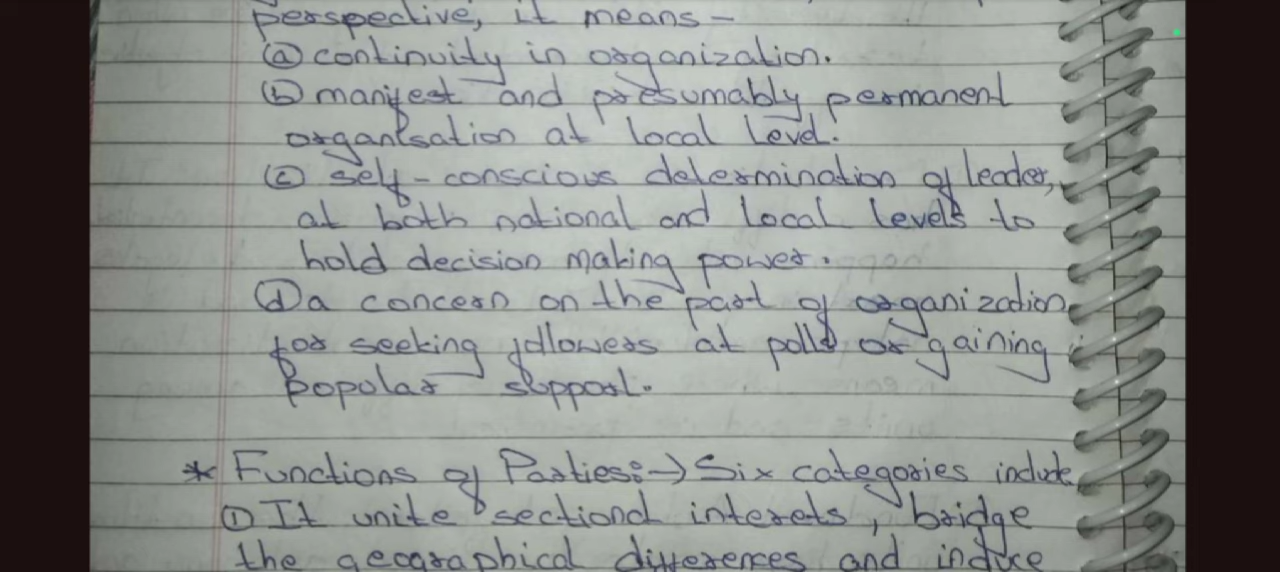 perspective, it means -
ⓐ continuity in organization.
ⓑ manifest and presumably permanent
organisation at local level.
ⓒ self-conscious determination of leader,
at both national and local levels to
hold decision making power.
ⓓ a concern on the part of organization
for seeking followers at polls or gaining
popular support.
* Functions of Parties:→ Six categories include
① It unite sectional interets, bridge
the geographical differences and induce